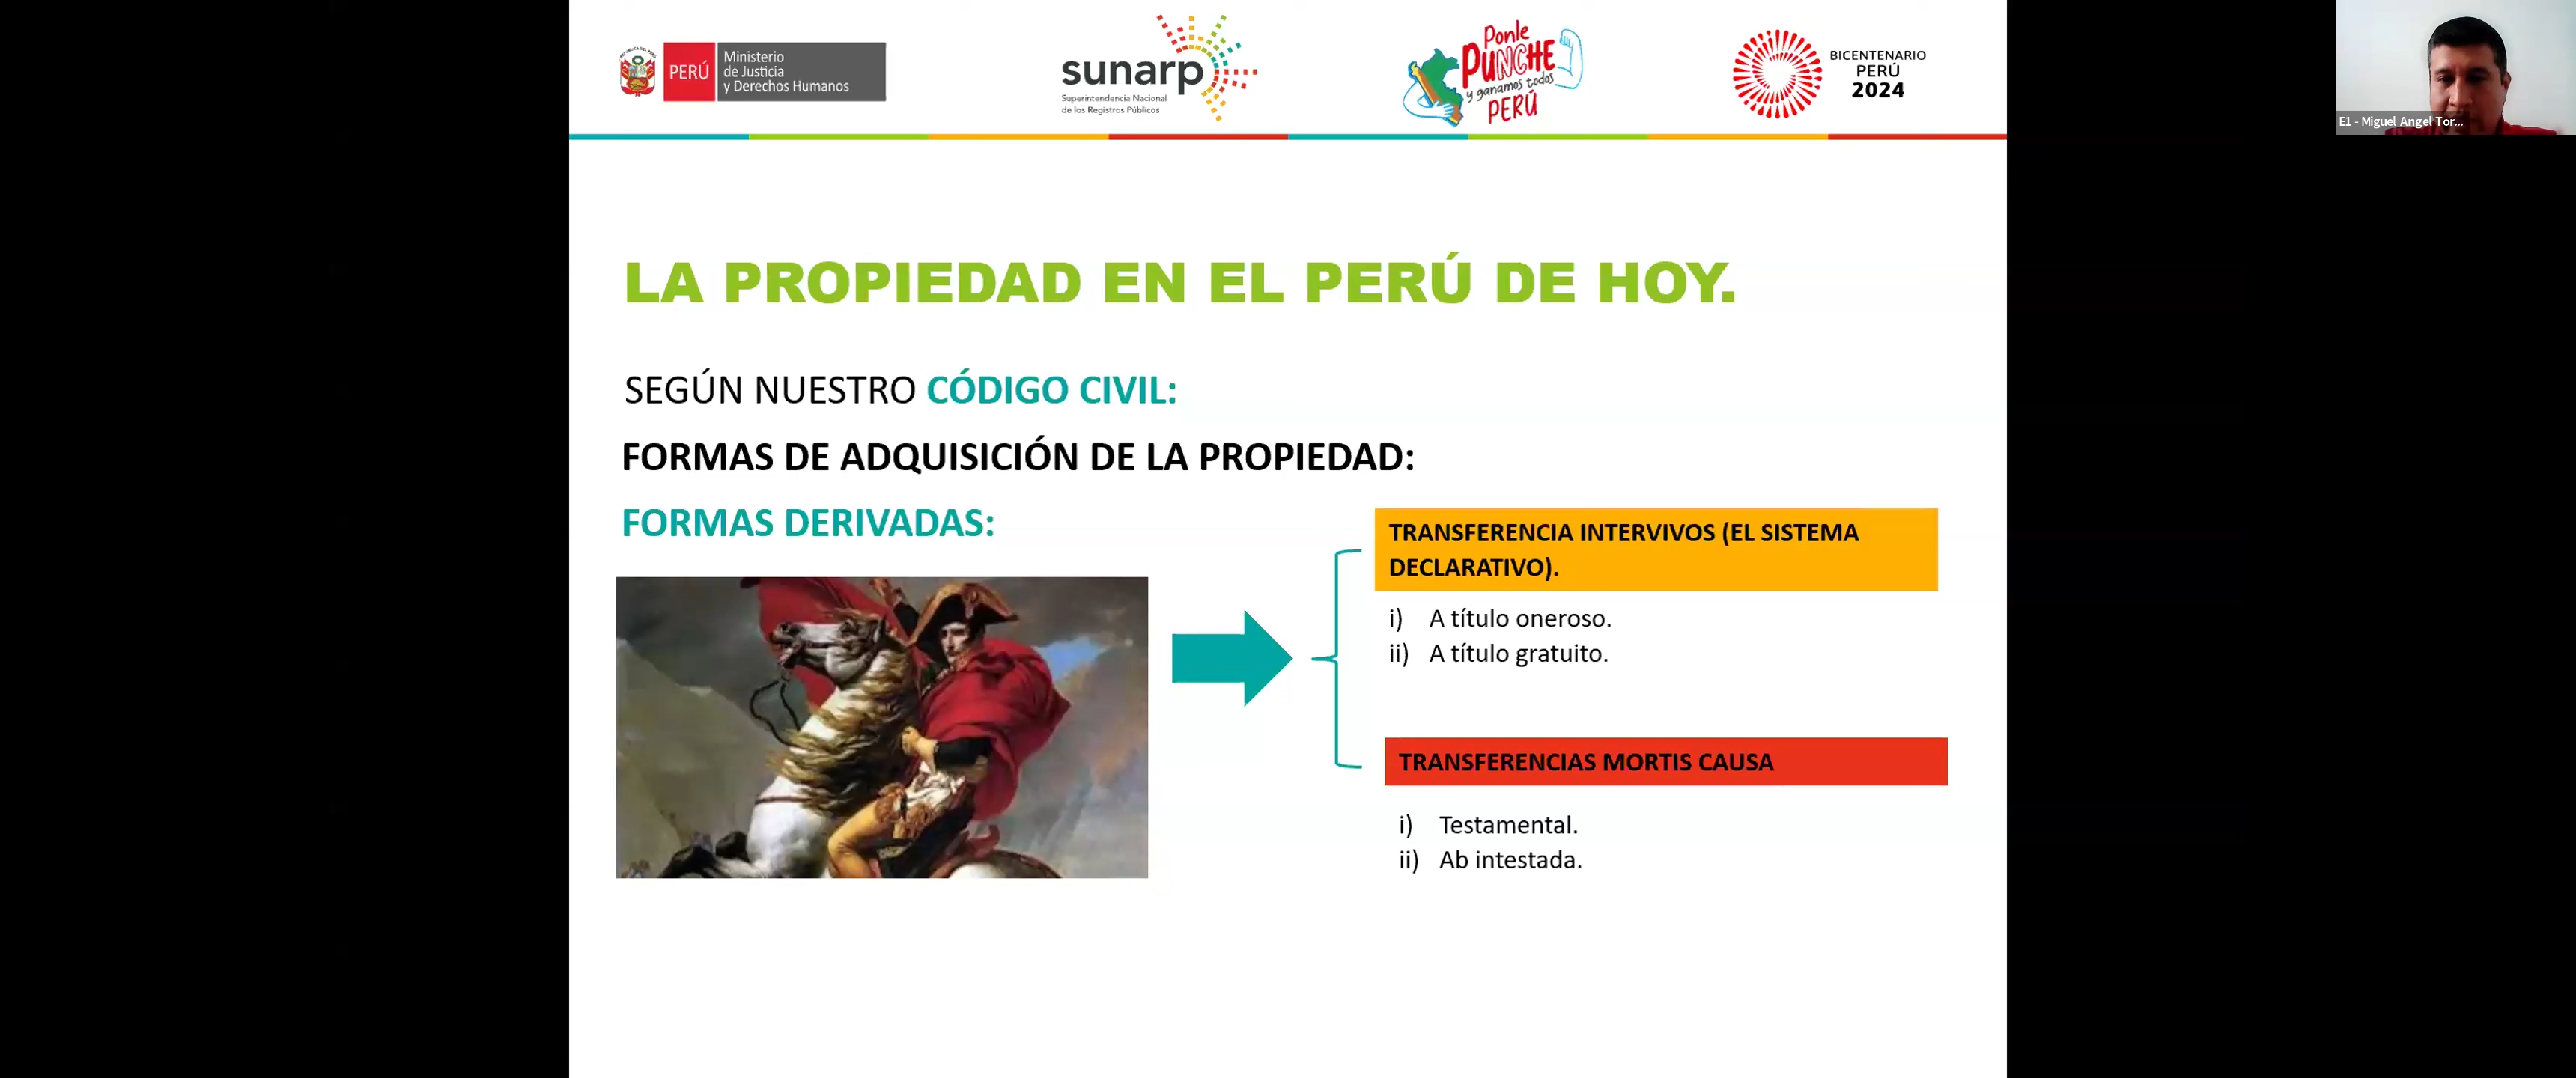 PERÚ
Ministerio
de Justicia
y Derechos Humanos
sunarp
Superintendencia Nacional
de los Registros Públicos
Ponle
PUNCHE
y ganamos todos
PERÚ
BICENTENARIO
PERÚ
2024
E1 - Miguel Angel Tor...
LA PROPIEDAD EN EL PERÚ DE HOY.
SEGÚN NUESTRO CÓDIGO CIVIL:
FORMAS DE ADQUISICIÓN DE LA PROPIEDAD:
FORMAS DERIVADAS:
TRANSFERENCIA INTERVIVOS (EL SISTEMA
DECLARATIVO).
i) A título oneroso.
ii) A título gratuito.
TRANSFERENCIAS MORTIS CAUSA
i) Testamental.
ii) Ab intestada.